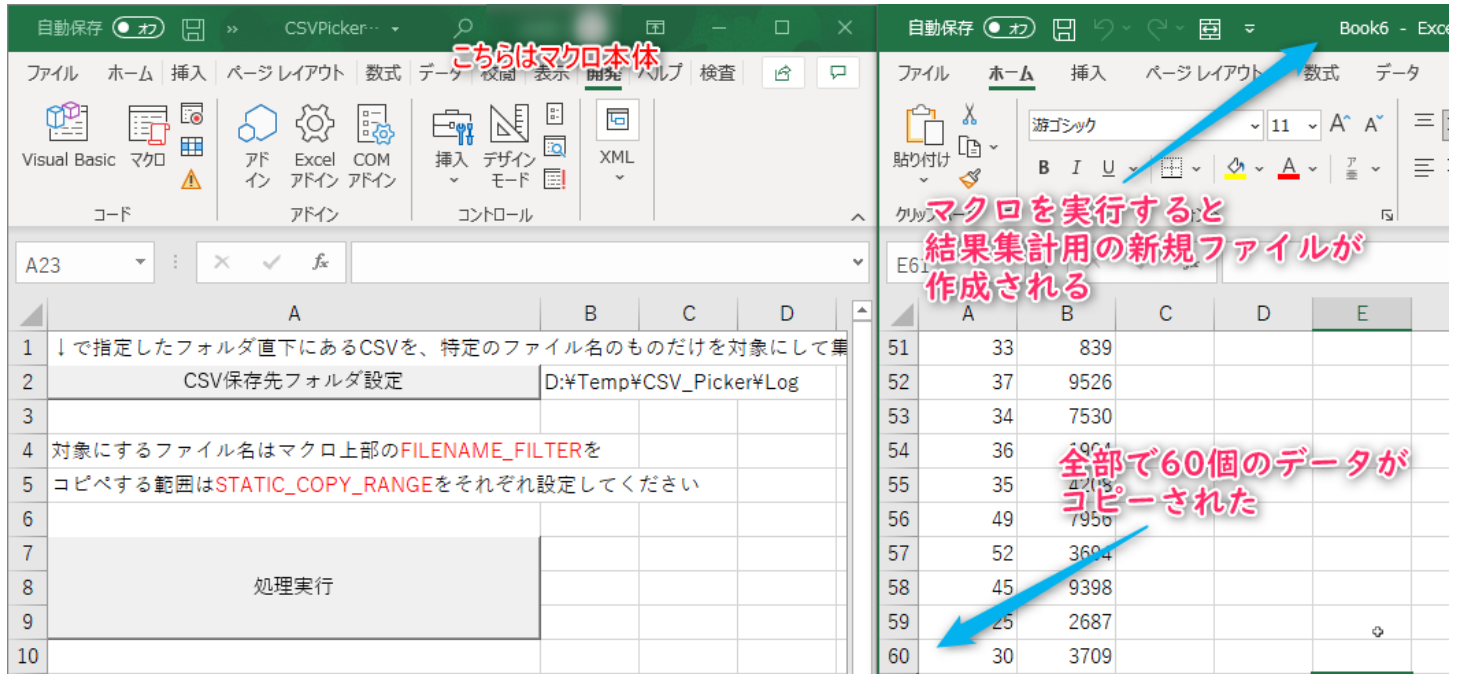 自動保存 オフ » CSVPicker…
こちらはマクロ本体
ファイル ホーム 挿入 ページ レイアウト 数式 データ 校閲 表示 開発 ヘルプ 検査
Visual Basic マクロ
アドイン
Excel アドイン
COM アドイン
挿入
デザイン モード
XML
コード アドイン コントロール
A23 fx
A B C D
1 ↓で指定したフォルダ直下にあるCSVを、特定のファイル名のものだけを対象にして集
2 CSV保存先フォルダ設定 D:¥Temp¥CSV_Picker¥Log
3
4 対象にするファイル名はマクロ上部のFILENAME_FILTERを
5 コピペする範囲はSTATIC_COPY_RANGEをそれぞれ設定してください
6
7
8 処理実行
9
10
自動保存 オフ Book6 - Exce
ファイル ホーム 挿入 ページ レイアウト 数式 データ
貼り付け
游ゴシック 11 A A
B I U A
マクロを実行すると
結果集計用の新規ファイルが
作成される
E61
A B C D E
51 33 839
52 37 9526
53 34 7530
54 36
55 35 4208
56 49 7956
57 52 3694
58 45 9398
59 25 2687
60 30 3709
全部で60個のデータが
コピーされた